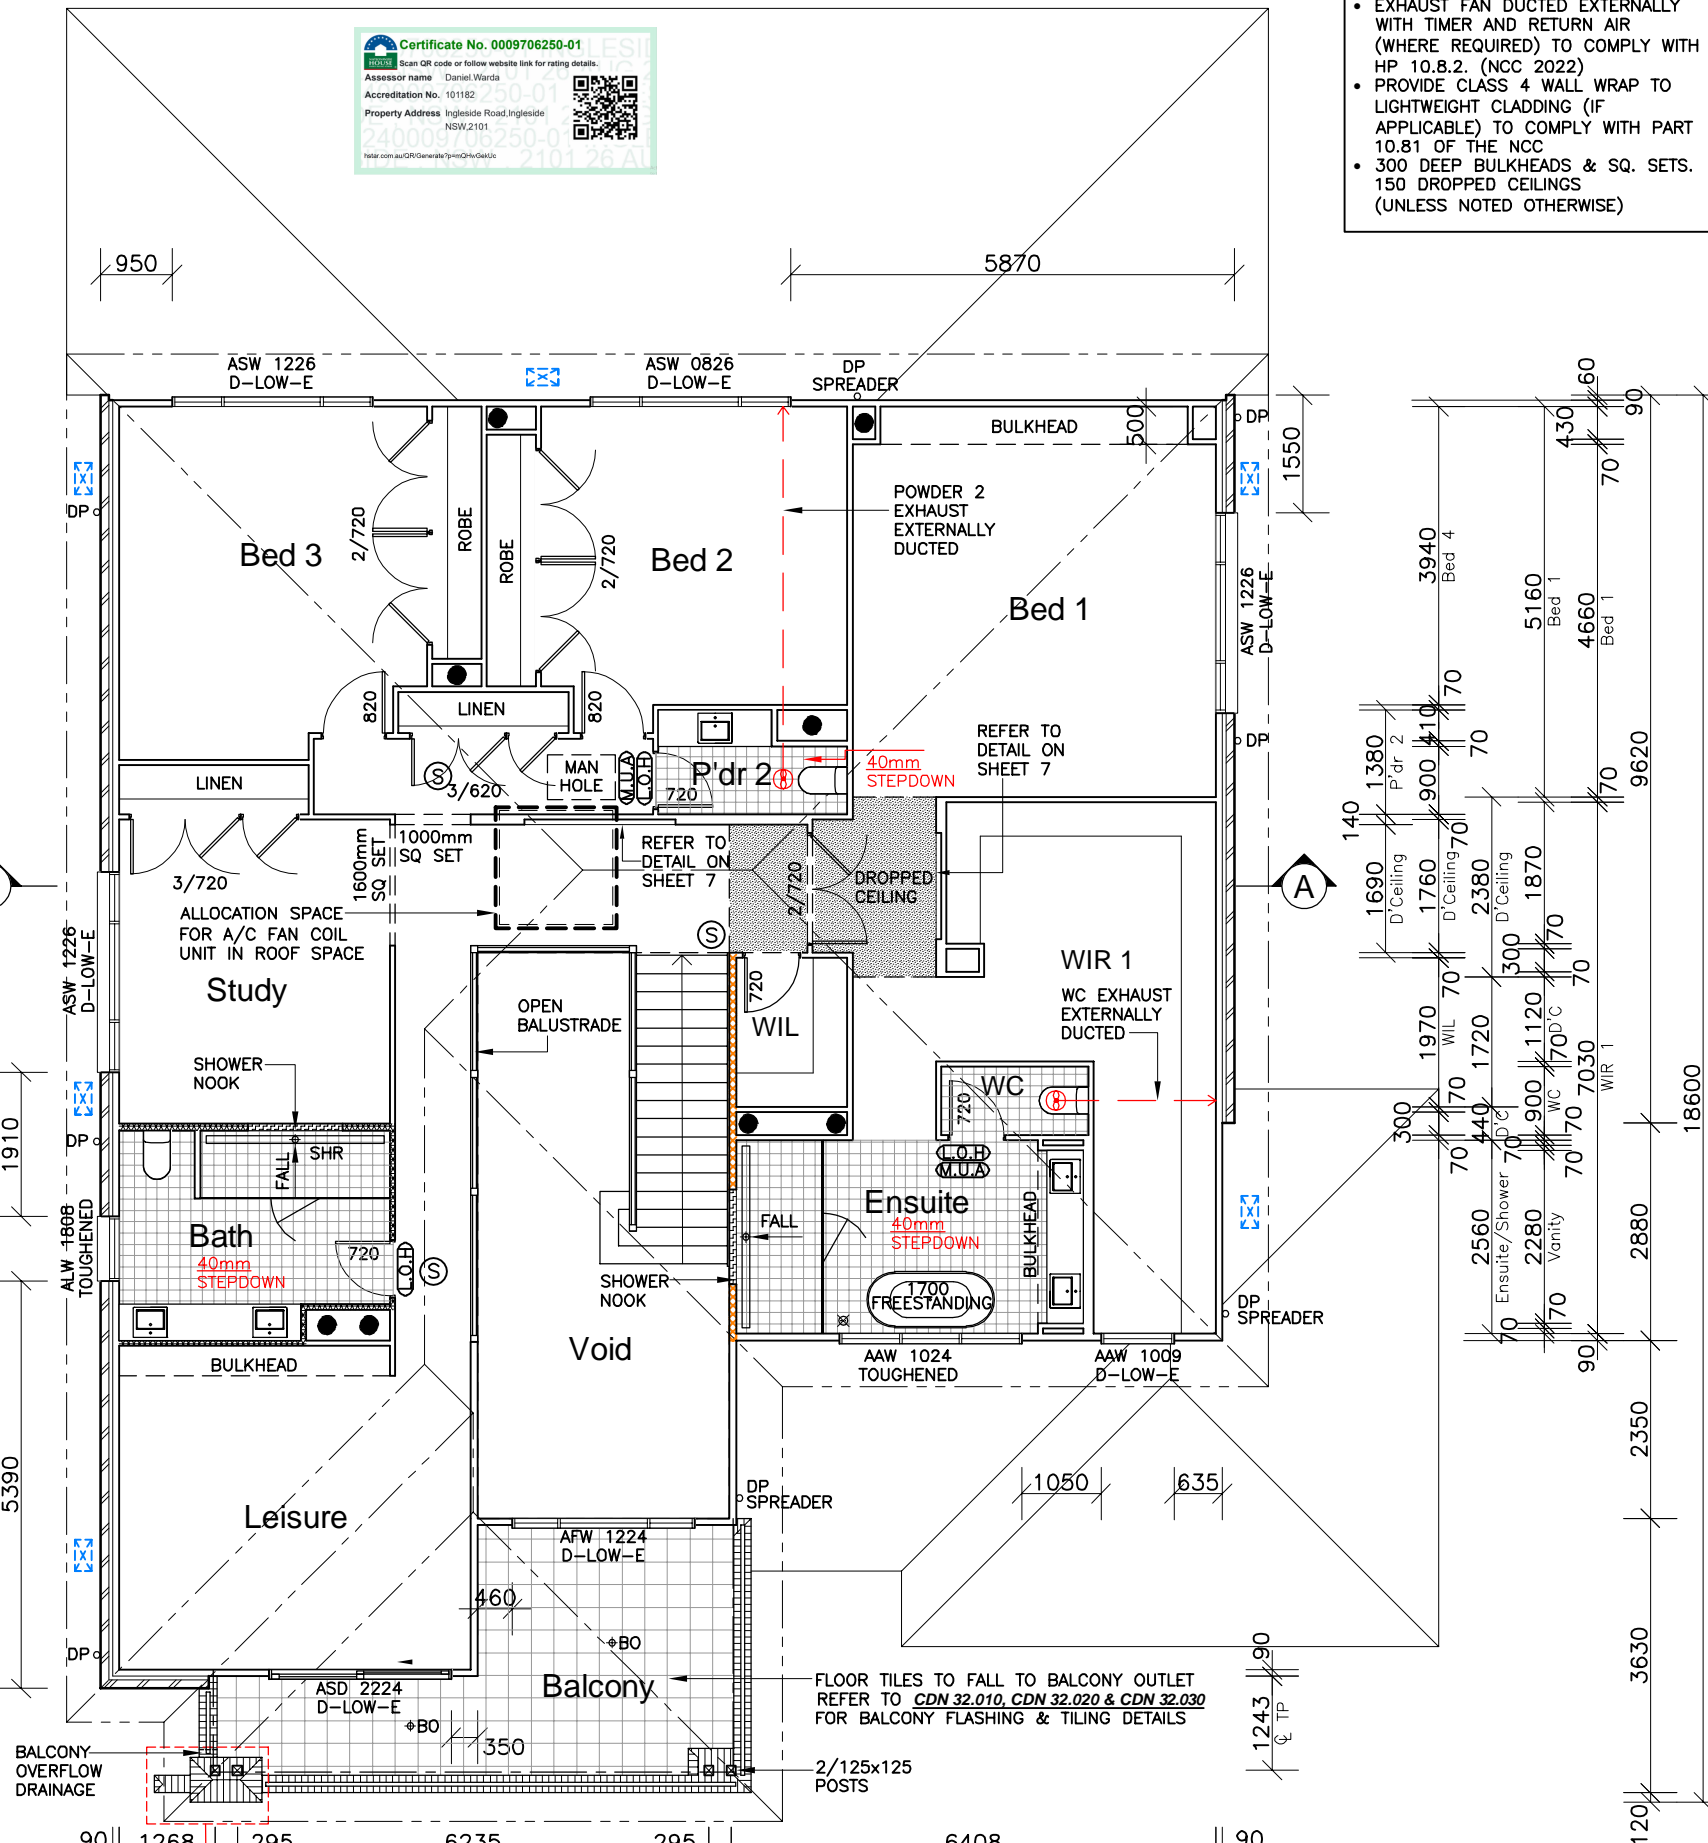 Certificate No. 0009706250-01
Scan QR code or follow website link for rating details.
Assessor name Daniel.Warda
Accreditation No. 101182
Property Address Ingleside Road,Ingleside
NSW,2101
hstar.com.au/QR/Generate?p=mQHwGekUc
• EXHAUST FAN DUCTED EXTERNALLY
WITH TIMER AND RETURN AIR
(WHERE REQUIRED) TO COMPLY WITH
HP 10.8.2. (NCC 2022)
• PROVIDE CLASS 4 WALL WRAP TO
LIGHTWEIGHT CLADDING (IF
APPLICABLE) TO COMPLY WITH PART
10.81 OF THE NCC
• 300 DEEP BULKHEADS & SQ. SETS.
150 DROPPED CEILINGS
(UNLESS NOTED OTHERWISE)
950
5870
ASW 1226
D-LOW-E
ASW 0826
D-LOW-E
DP
SPREADER
DP
DP
BULKHEAD
500
1550
POWDER 2
EXHAUST
EXTERNALLY
DUCTED
Bed 3
2/720
ROBE
ROBE
2/720
Bed 2
Bed 1
ASW 1226
D-LOW-E
820
LINEN
820
DP
REFER TO
DETAIL ON
SHEET 7
LINEN
S
3/620
MAN
HOLE
M.U.A
L.O.H
P'dr 2
720
40mm
STEPDOWN
1000mm
SQ SET
1600mm
SQ SET
REFER TO
DETAIL ON
SHEET 7
3/720
2/720
DROPPED
CEILING
A
ALLOCATION SPACE
FOR A/C FAN COIL
UNIT IN ROOF SPACE
S
ASW 1226
D-LOW-E
Study
OPEN
BALUSTRADE
720
WIL
WIR 1
WC EXHAUST
EXTERNALLY
DUCTED
SHOWER
NOOK
WC
720
DP
SHR
FALL
L.O.H
M.U.A
Ensuite
40mm
STEPDOWN
BULKHEAD
FALL
Bath
40mm
STEPDOWN
720
L.O.H
S
ALW 1808
TOUGHENED
SHOWER
NOOK
1700
FREESTANDING
DP
SPREADER
Void
BULKHEAD
AAW 1024
TOUGHENED
AAW 1009
D-LOW-E
1910
5390
Leisure
DP
SPREADER
1050
635
AFW 1224
D-LOW-E
460
BO
DP
Balcony
ASD 2224
D-LOW-E
BO
350
FLOOR TILES TO FALL TO BALCONY OUTLET
REFER TO CDN 32.010, CDN 32.020 & CDN 32.030
FOR BALCONY FLASHING & TILING DETAILS
BALCONY
OVERFLOW
DRAINAGE
2/125x125
POSTS
90
1243
℄ TP
90
1268
295
6235
295
6408
90
140
1690
D'Ceiling
1380
P'dr 2
300
3940
Bed 4
70
410
70
900
70
1760
D'Ceiling
70
1970
WIL
70
70
2380
D'Ceiling
1720
440
D'C
70
2560
Ensuite/Shower
70
430
5160
Bed 1
1870
70
300
70
1120
D'C
70
900
WC
70
70
2280
Vanity
70
60
70
4660
Bed 1
70
7030
WIR 1
90
90
9620
2880
2350
3630
120
18600